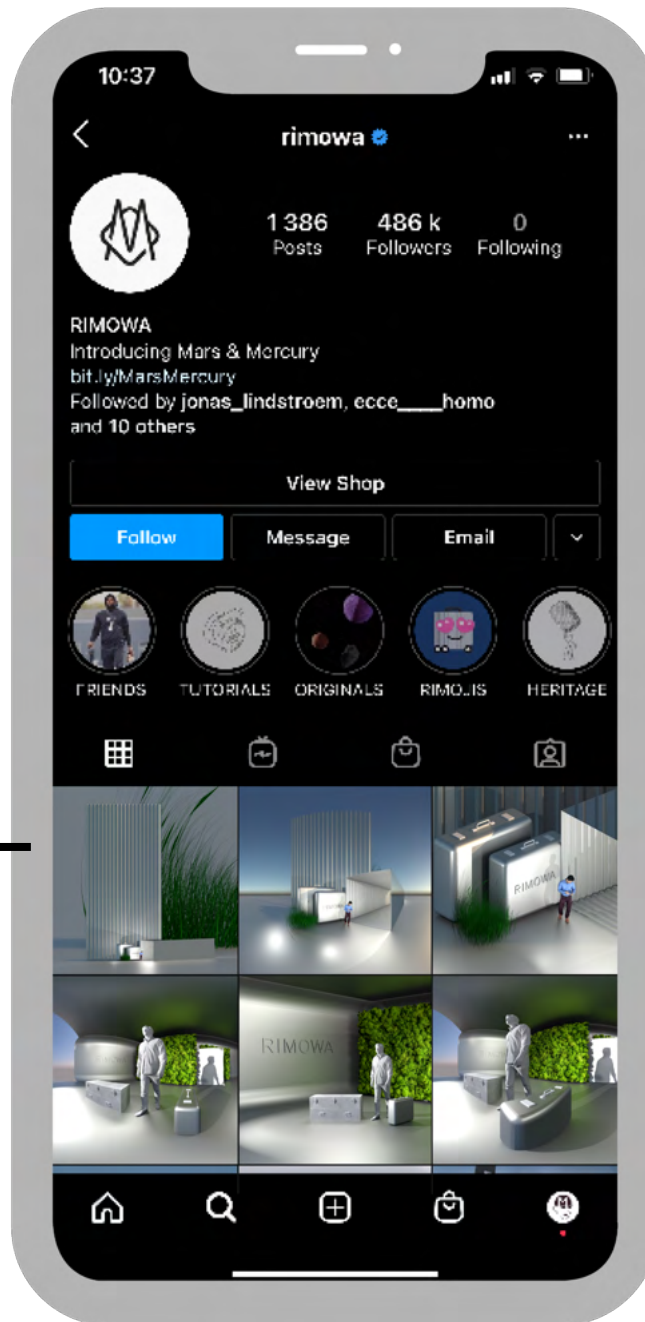 10:37
rimowa
1 386 486 k 0
Posts Followers Following
RIMOWA
Introducing Mars & Mercury
bit.ly/MarsMercury
Followed by jonas_lindstroem, ecce____homo
and 10 others
View Shop
Follow Message Email
FRIENDS TUTORIALS ORIGINALS RIMOJIS HERITAGE
RIMOWA
RIMOWA